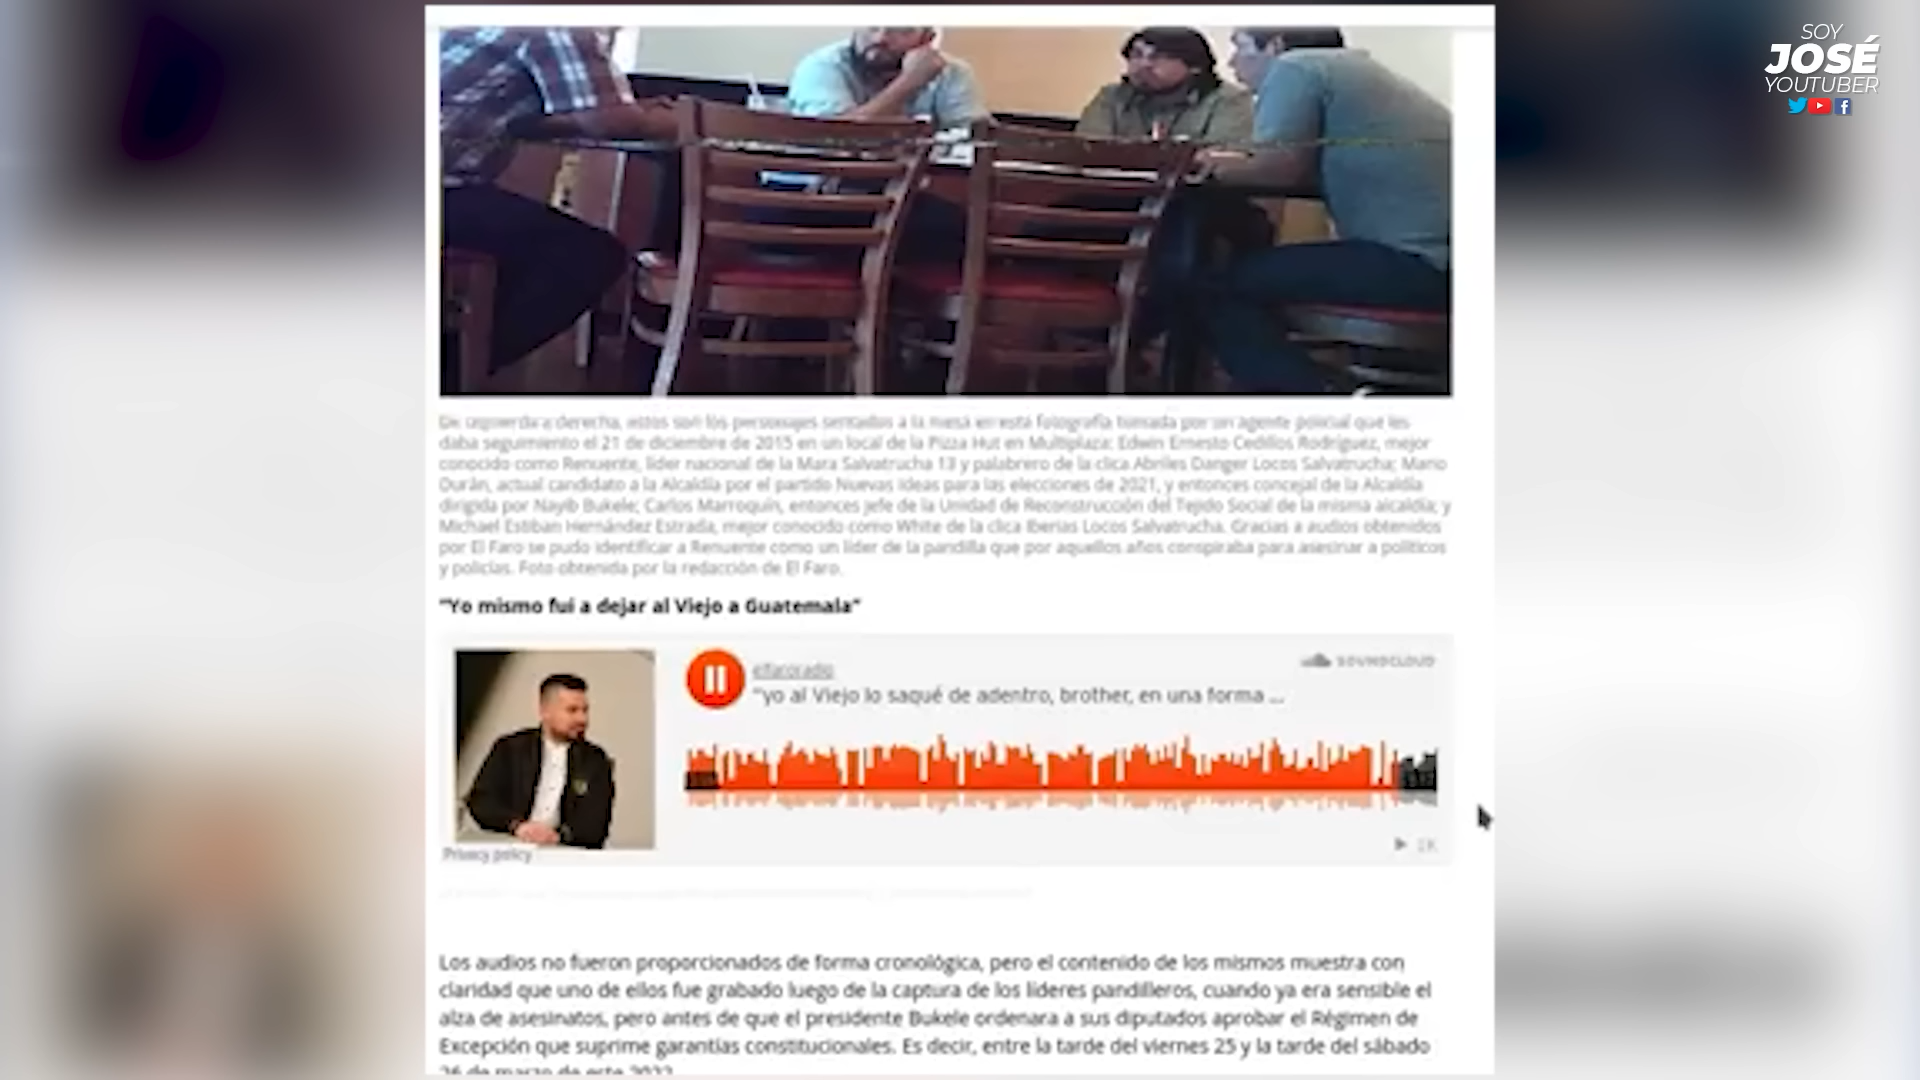 SOY
JOSÉ
YOUTUBER
De izquierda a derecha, estos son los personajes sentados a la mesa en esta fotografía tomada por un agente policial que les
daba seguimiento el 21 de diciembre de 2015 en un local de la Pizza Hut en Multiplaza: Edwin Ernesto Cedillos Rodríguez, mejor
conocido como Renuente, líder nacional de la Mara Salvatrucha 13 y palabrero de la clica Abriles Danger Locos Salvatrucha; Mario
Durán, actual candidato a la Alcaldía por el partido Nuevas Ideas para las elecciones de 2021, y entonces concejal de la Alcaldía
dirigida por Nayib Bukele; Carlos Marroquín, entonces jefe de la Unidad de Reconstrucción del Tejido Social de la misma alcaldía; y
Michael Estiban Hernández Estrada, mejor conocido como White de la clica Iberias Locos Salvatrucha. Gracias a audios obtenidos
por El Faro se pudo identificar a Renuente como un líder de la pandilla que por aquellos años conspiraba para asesinar a políticos
y policías. Foto obtenida por la redacción de El Faro.
"Yo mismo fui a dejar al Viejo a Guatemala"
elfaroradio
SOUNDCLOUD
"yo al Viejo lo saqué de adentro, brother, en una forma ...
1K
Privacy policy
Los audios no fueron proporcionados de forma cronológica, pero el contenido de los mismos muestra con
claridad que uno de ellos fue grabado luego de la captura de los líderes pandilleros, cuando ya era sensible el
alza de asesinatos, pero antes de que el presidente Bukele ordenara a sus diputados aprobar el Régimen de
Excepción que suprime garantías constitucionales. Es decir, entre la tarde del viernes 25 y la tarde del sábado
26 de marzo de este 2022.